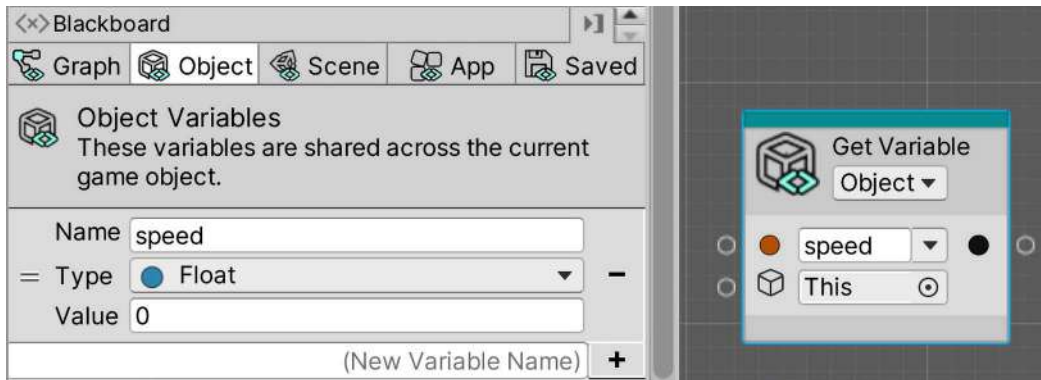 Blackboard
Graph Object Scene App Saved
Object Variables
These variables are shared across the current
game object.
Name speed
Type Float
Value 0
(New Variable Name)
Get Variable
Object
speed
This